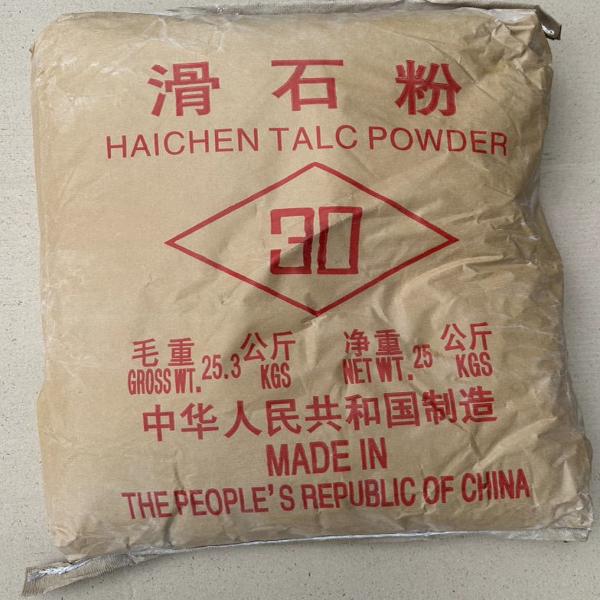 滑石粉
HAICHEN TALC POWDER
30
毛重 25.3 公斤 净重 25 公斤
GROSS WT. KGS NET WT. KGS
中华人民共和国制造
MADE IN
THE PEOPLE'S REPUBLIC OF CHINA